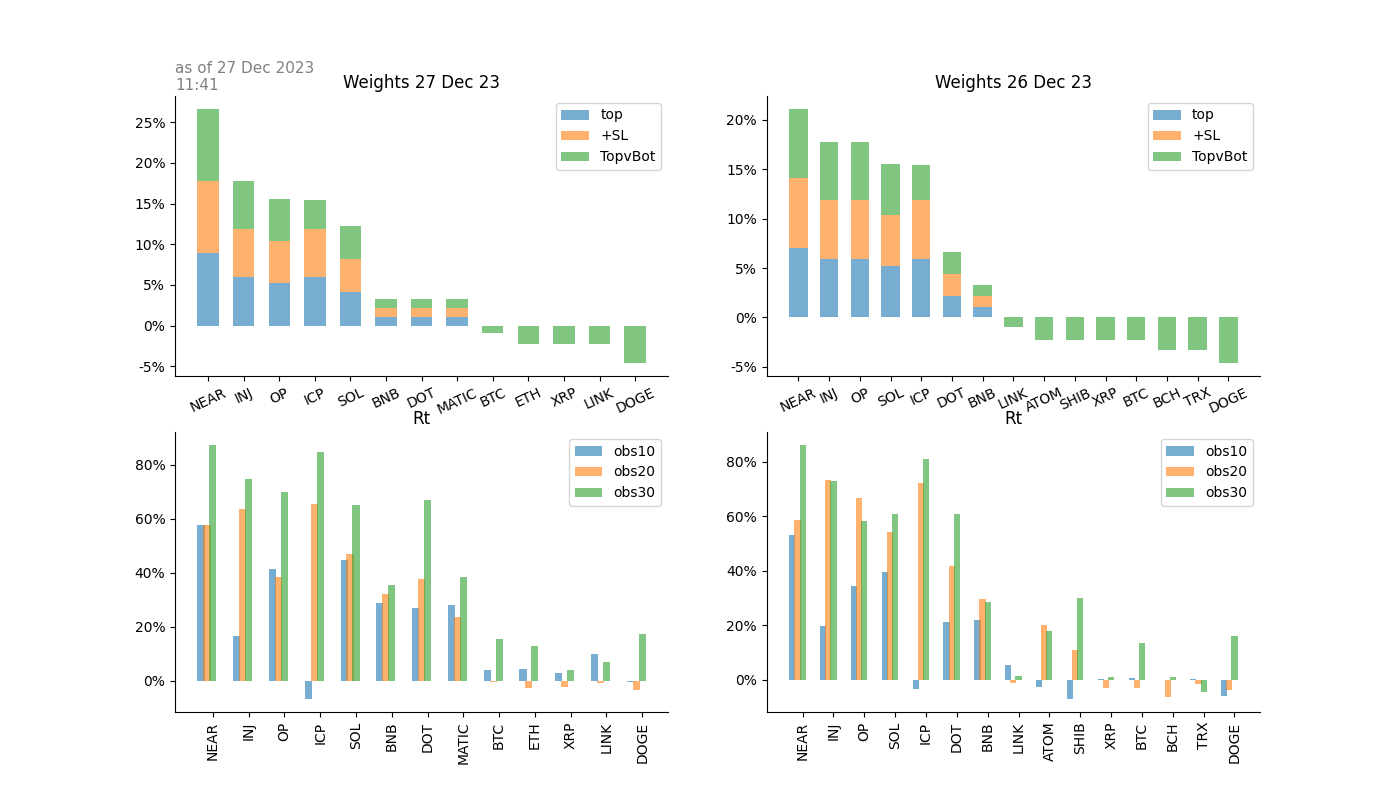 as of 27 Dec 2023
11:41
Weights 27 Dec 23
25%
20%
15%
10%
5%
0%
-5%
top
+SL
TopvBot
NEAR INJ OP ICP SOL BNB DOT MATIC BTC ETH XRP LINK DOGE
Weights 26 Dec 23
20%
15%
10%
5%
0%
-5%
top
+SL
TopvBot
NEAR INJ OP SOL ICP DOT BNB LINK ATOM SHIB XRP BTC BCH TRX DOGE
Rt
80%
60%
40%
20%
0%
obs10
obs20
obs30
NEAR INJ OP ICP SOL BNB DOT MATIC BTC ETH XRP LINK DOGE
Rt
80%
60%
40%
20%
0%
obs10
obs20
obs30
NEAR INJ OP SOL ICP DOT BNB LINK ATOM SHIB XRP BTC BCH TRX DOGE